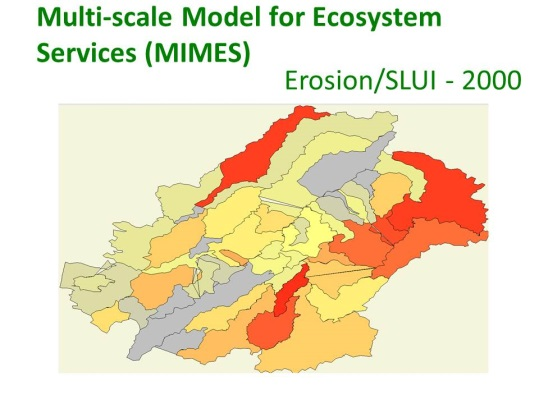 Multi-scale Model for Ecosystem
Services (MIMES)
Erosion/SLUI - 2000